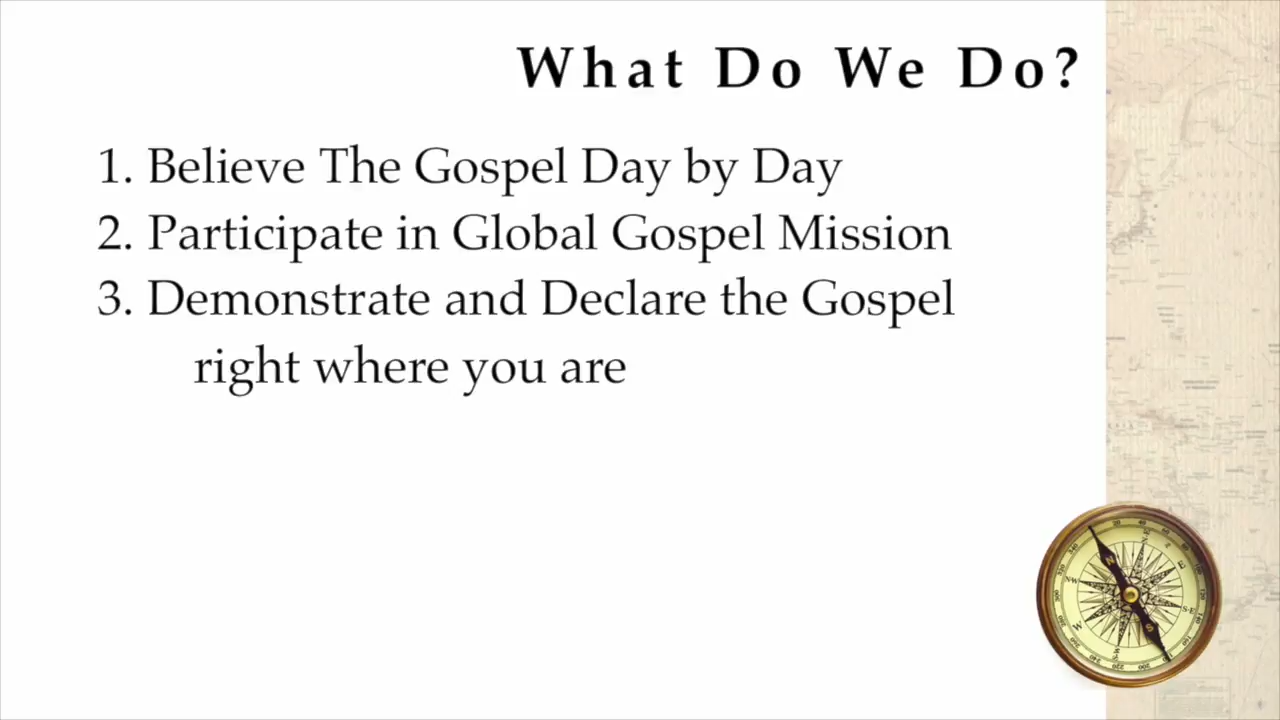 What Do We Do?
1. Believe The Gospel Day by Day
2. Participate in Global Gospel Mission
3. Demonstrate and Declare the Gospel
right where you are